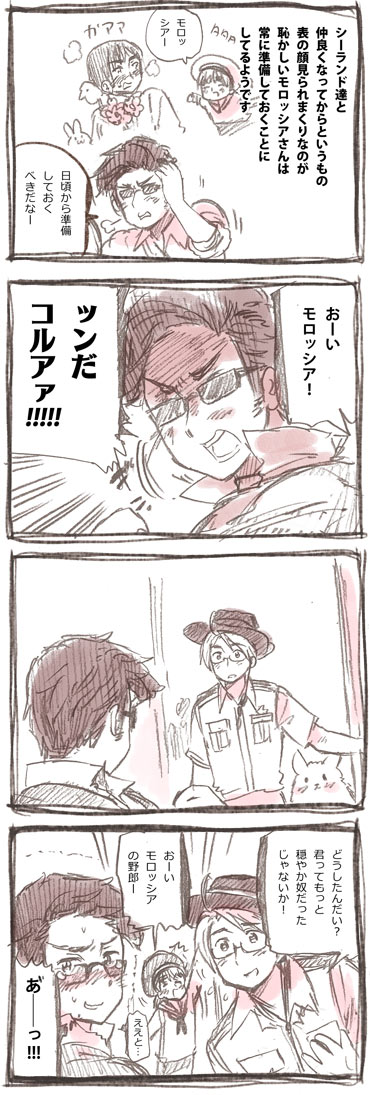 シーランド達と
仲良くなってからというもの
表の顔見られまくりなのが
恥かしいモロッシアさんは
常に準備しておくことに
してるようです
モロッ
シアー
ガアァ
日頃から準備
しておく
べきだなー
おーい
モロッシア！
ッンだ
コルアァ
!!!!!
どうしたんだい？
君ってもっと
穏やか奴だった
じゃないか！
おーい
モロッシア
の野郎
ええと…
あ゛――っ!!!